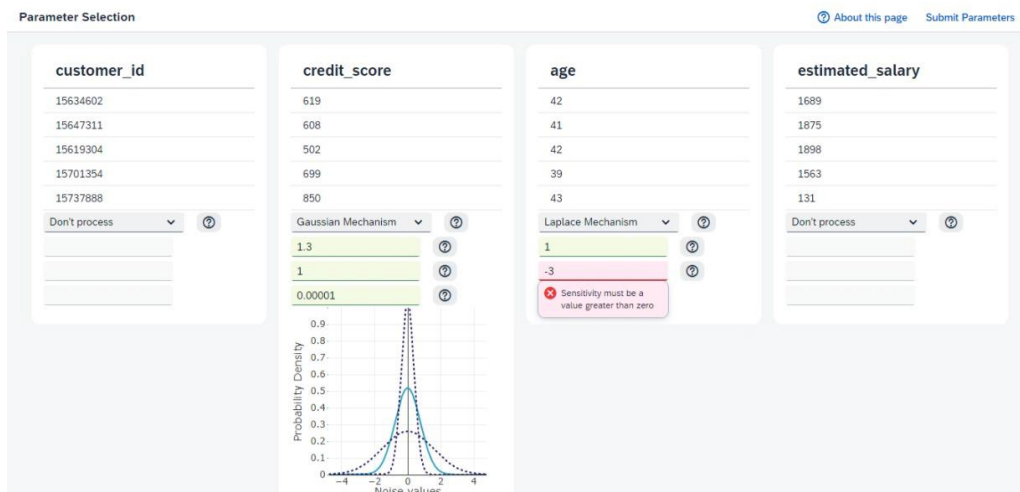 Parameter Selection
About this page
Submit Parameters
customer_id
15634602
15647311
15619304
15701354
15737888
Don't process
credit_score
619
608
502
699
850
Gaussian Mechanism
1.3
1
0.00001
0.9
0.8
0.7
0.6
0.5
0.4
0.3
0.2
0.1
0
Probability Density
−4
−2
0
2
4
Noise values
age
42
41
42
39
43
Laplace Mechanism
1
-3
Sensitivity must be a
value greater than zero
estimated_salary
1689
1875
1898
1563
131
Don't process